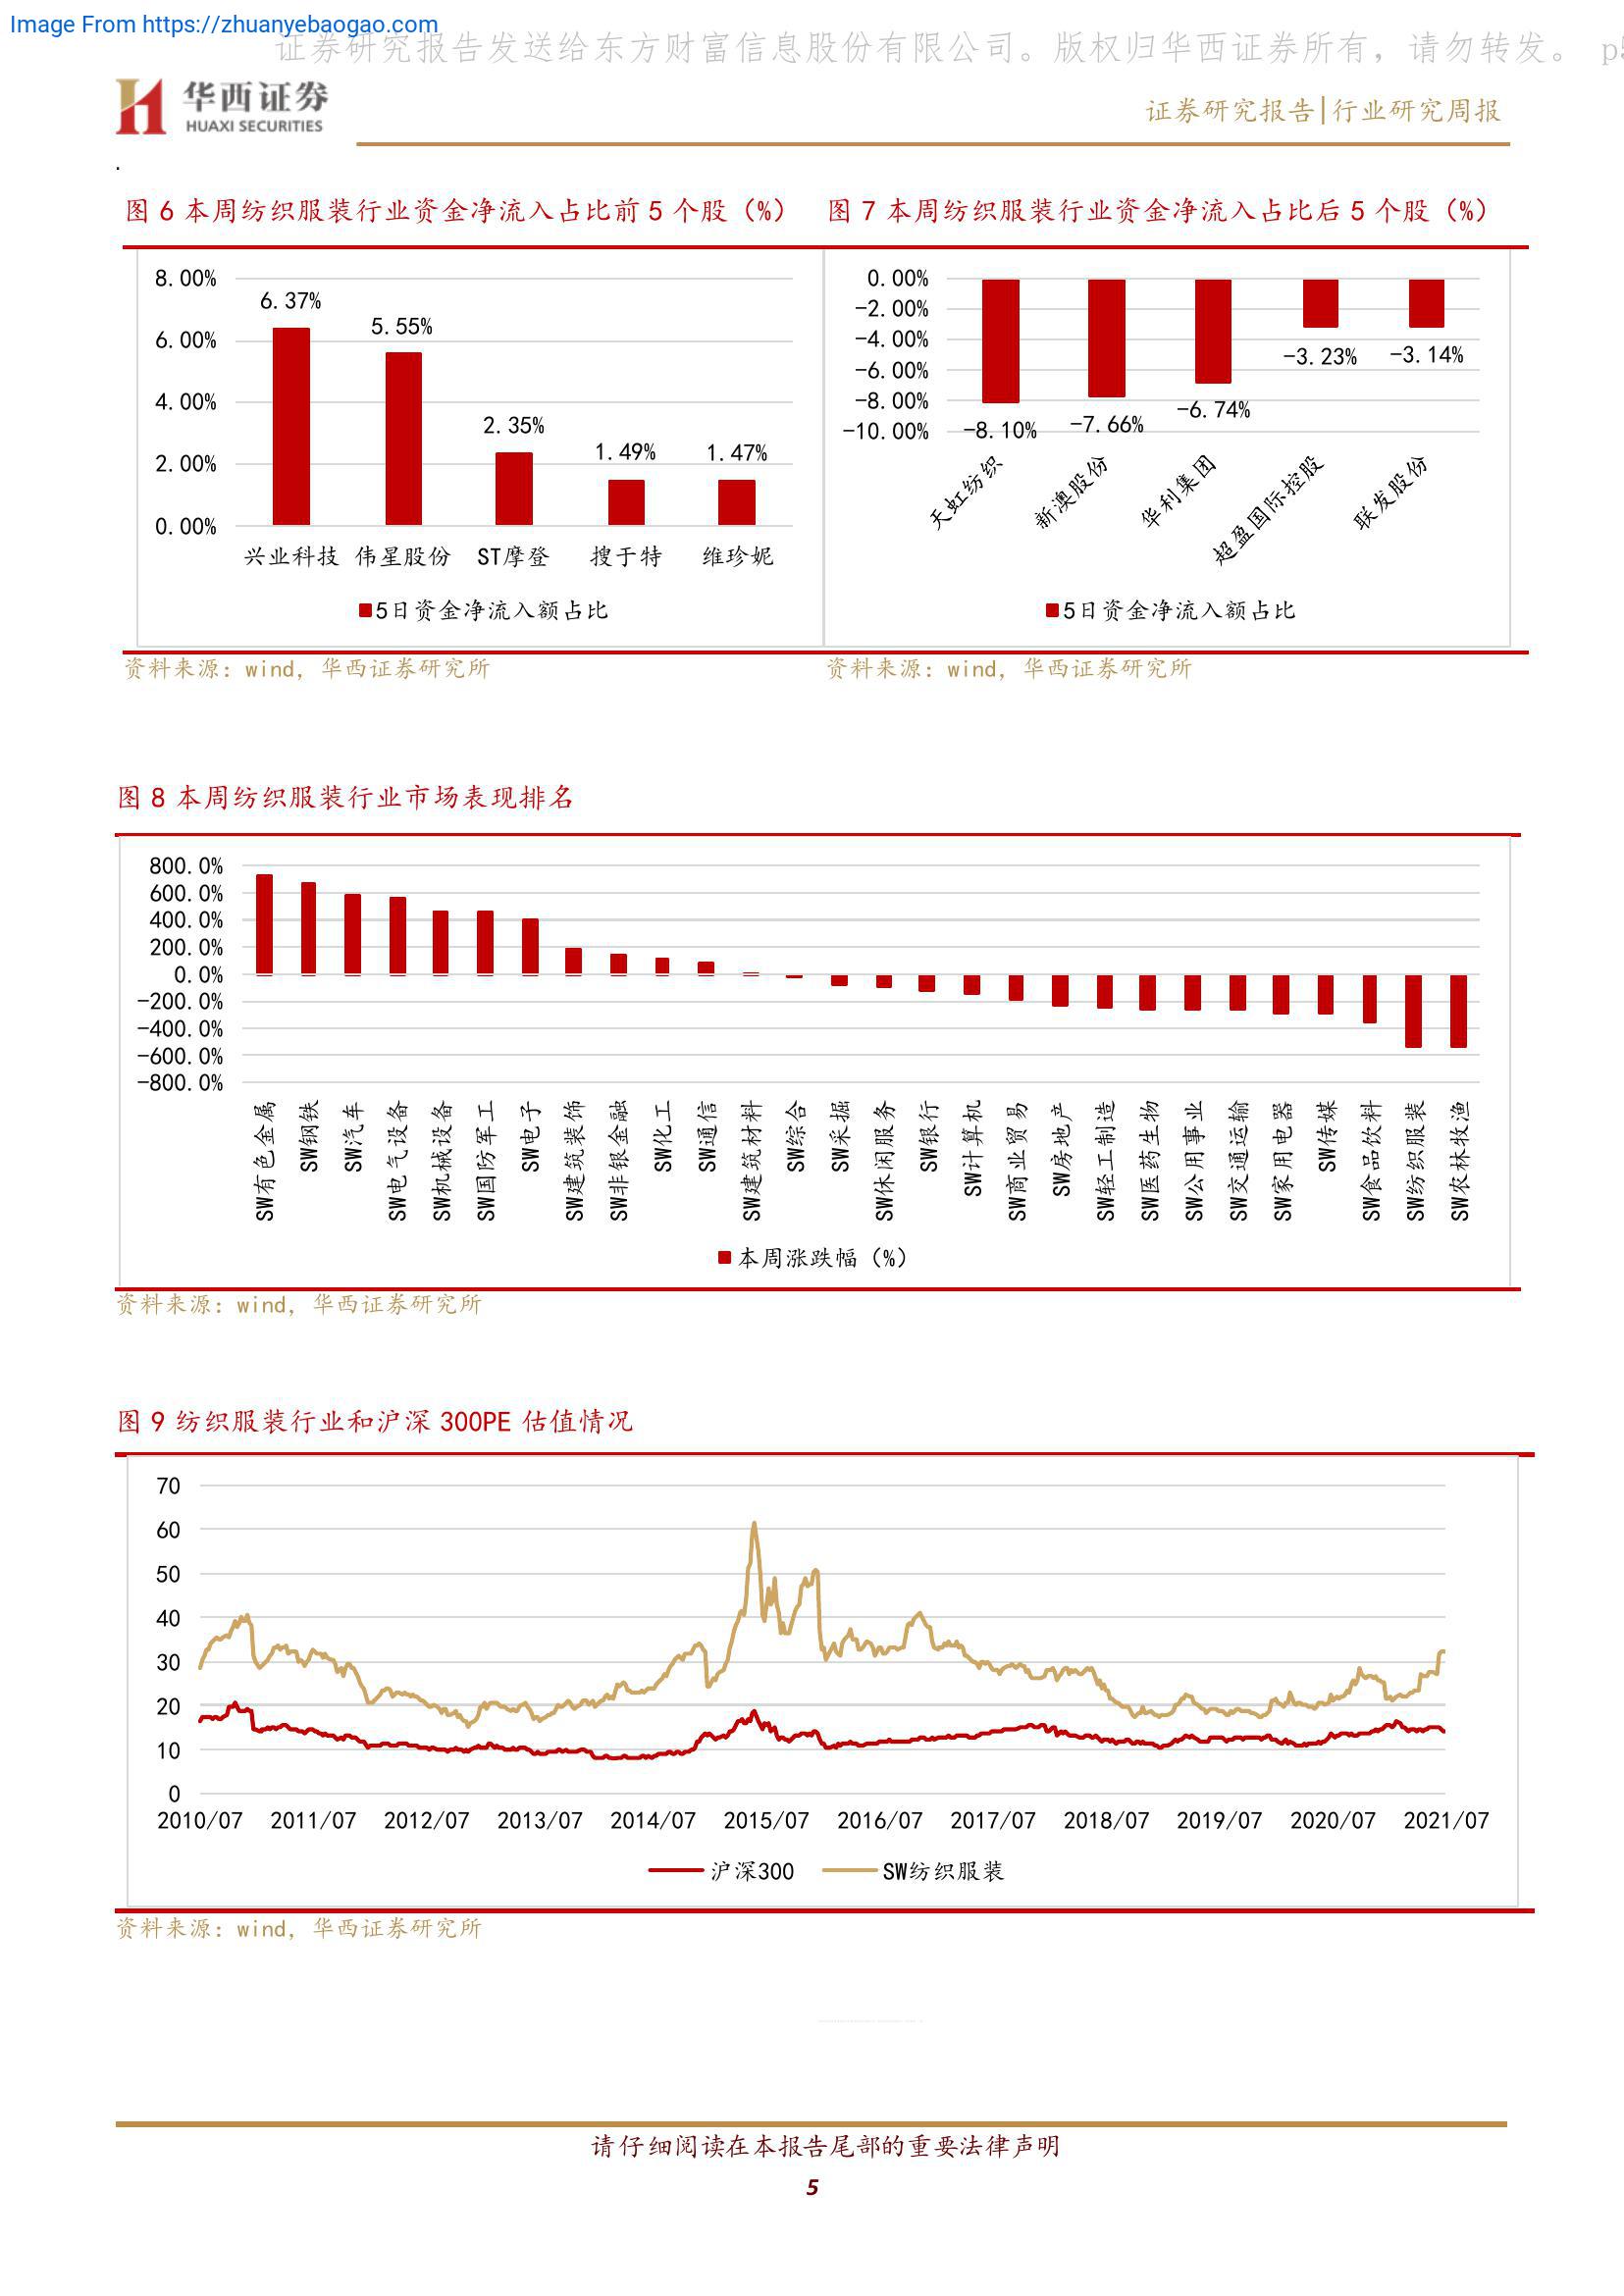 Image From https://zhuanyebaogao.com
证券研究报告发送给东方财富信息股份有限公司。版权归华西证券所有，请勿转发。 p5
华西证券
HUAXI SECURITIES
证券研究报告|行业研究周报
.
图 6 本周纺织服装行业资金净流入占比前 5 个股（%）
8.00%
6.00%
4.00%
2.00%
0.00%
6.37%
5.55%
2.35%
1.49%
1.47%
兴业科技 伟星股份 ST摩登 搜于特 维珍妮
5日资金净流入额占比
资料来源：wind，华西证券研究所
图 7 本周纺织服装行业资金净流入占比后 5 个股（%）
0.00%
-2.00%
-4.00%
-6.00%
-8.00%
-10.00%
-8.10%
-7.66%
-6.74%
-3.23%
-3.14%
天虹纺织
新澳股份
华利集团
超盈国际控股
联发股份
5日资金净流入额占比
资料来源：wind，华西证券研究所
图 8 本周纺织服装行业市场表现排名
800.0%
600.0%
400.0%
200.0%
0.0%
-200.0%
-400.0%
-600.0%
-800.0%
SW有色金属
SW钢铁
SW汽车
SW电气设备
SW机械设备
SW国防军工
SW电子
SW建筑装饰
SW非银金融
SW化工
SW通信
SW建筑材料
SW综合
SW采掘
SW休闲服务
SW银行
SW计算机
SW商业贸易
SW房地产
SW轻工制造
SW医药生物
SW公用事业
SW交通运输
SW家用电器
SW传媒
SW食品饮料
SW纺织服装
SW农林牧渔
本周涨跌幅（%）
资料来源：wind，华西证券研究所
图 9 纺织服装行业和沪深 300PE 估值情况
70
60
50
40
30
20
10
0
2010/07 2011/07 2012/07 2013/07 2014/07 2015/07 2016/07 2017/07 2018/07 2019/07 2020/07 2021/07
沪深300 SW纺织服装
资料来源：wind，华西证券研究所
请仔细阅读在本报告尾部的重要法律声明
5